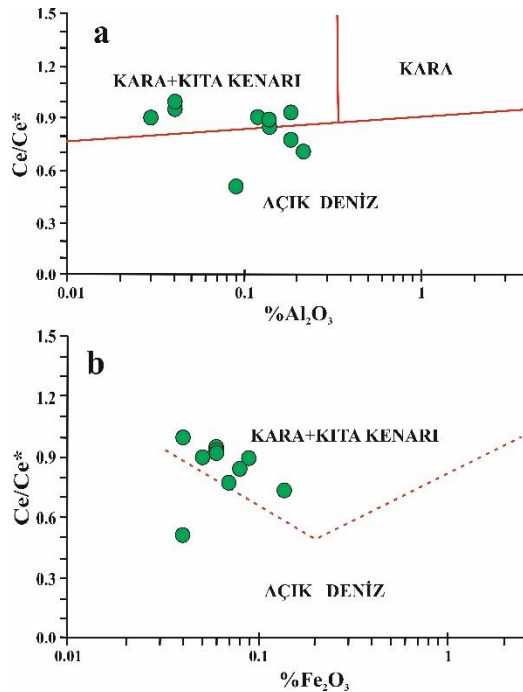 a
1.5
1.2
0.9
0.6
0.3
0.0
Ce/Ce*
KARA+KITA KENARI
KARA
AÇIK DENİZ
0.01
0.1
1
%Al₂O₃
b
1.5
1.2
0.9
0.6
0.3
0.0
Ce/Ce*
KARA+KITA KENARI
AÇIK DENİZ
0.01
0.1
1
%Fe₂O₃